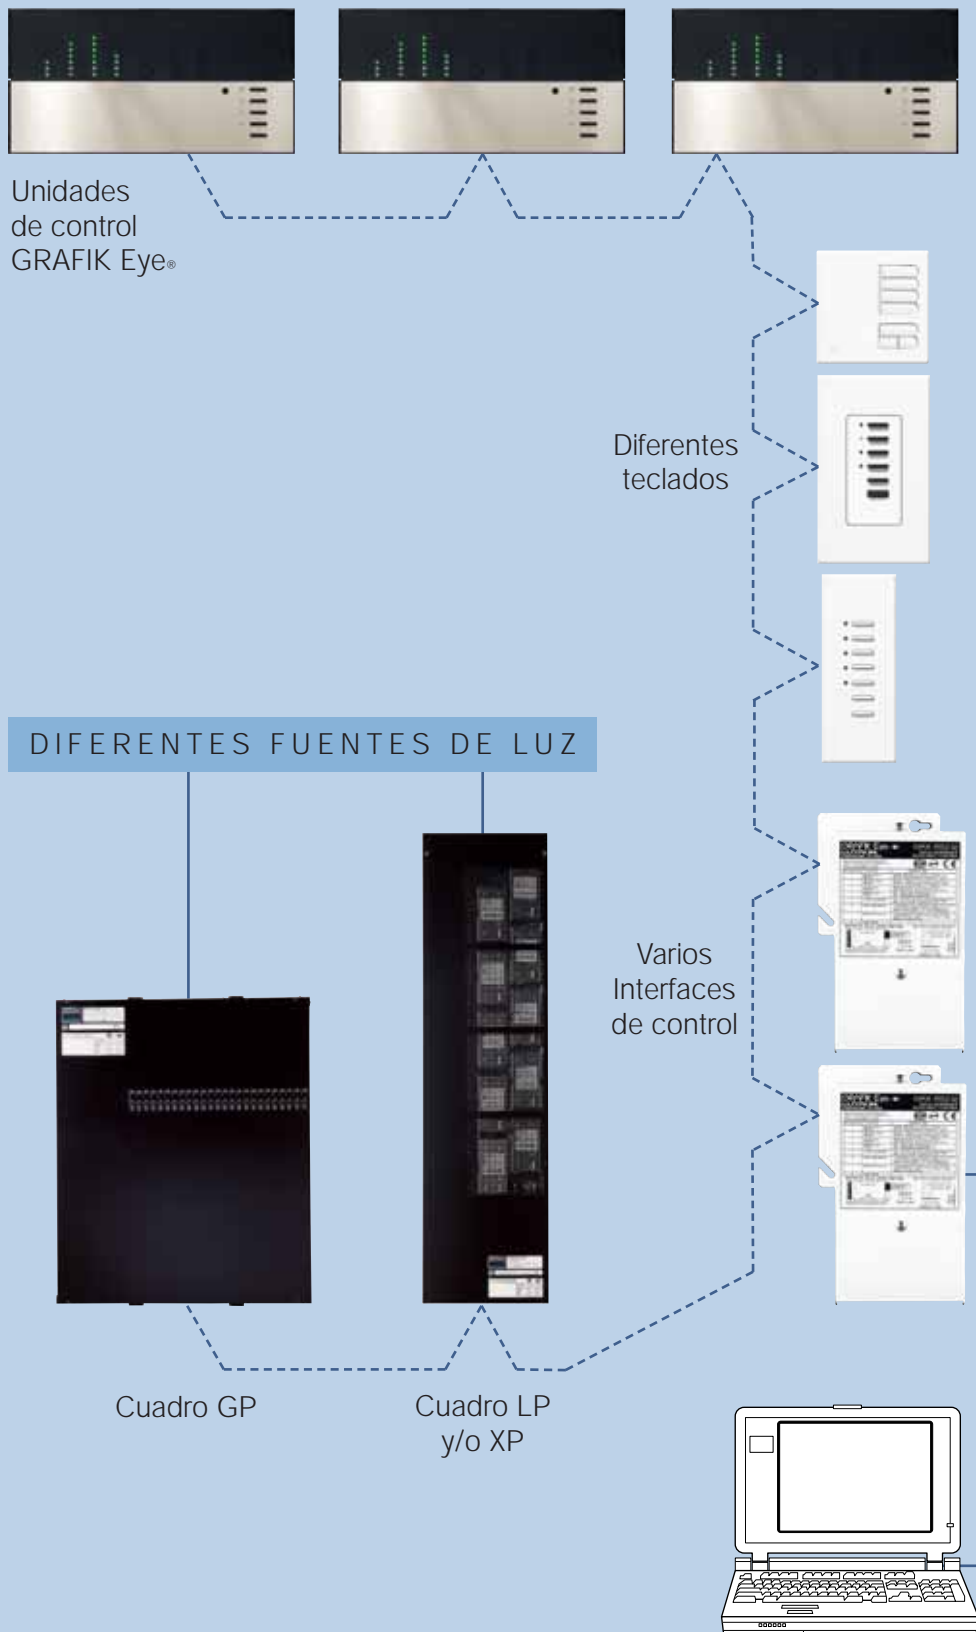 Unidades
de control
GRAFIK Eye®
Diferentes
teclados
DIFERENTES FUENTES DE LUZ
Varios
Interfaces
de control
Cuadro GP
Cuadro LP
y/o XP